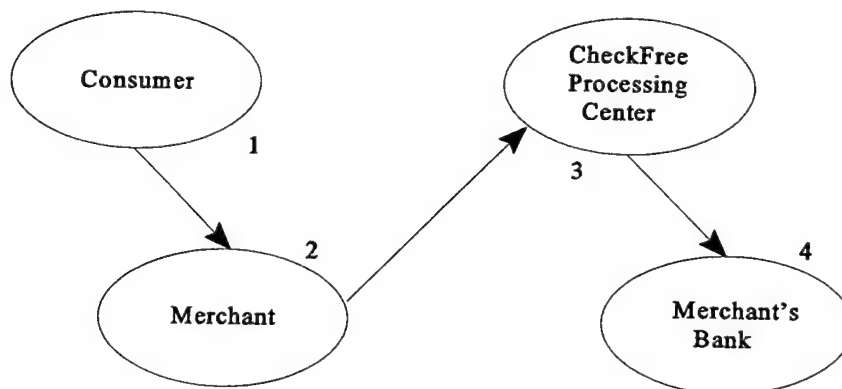 Consumer
1
2
Merchant
CheckFree
Processing
Center
3
4
Merchant's
Bank